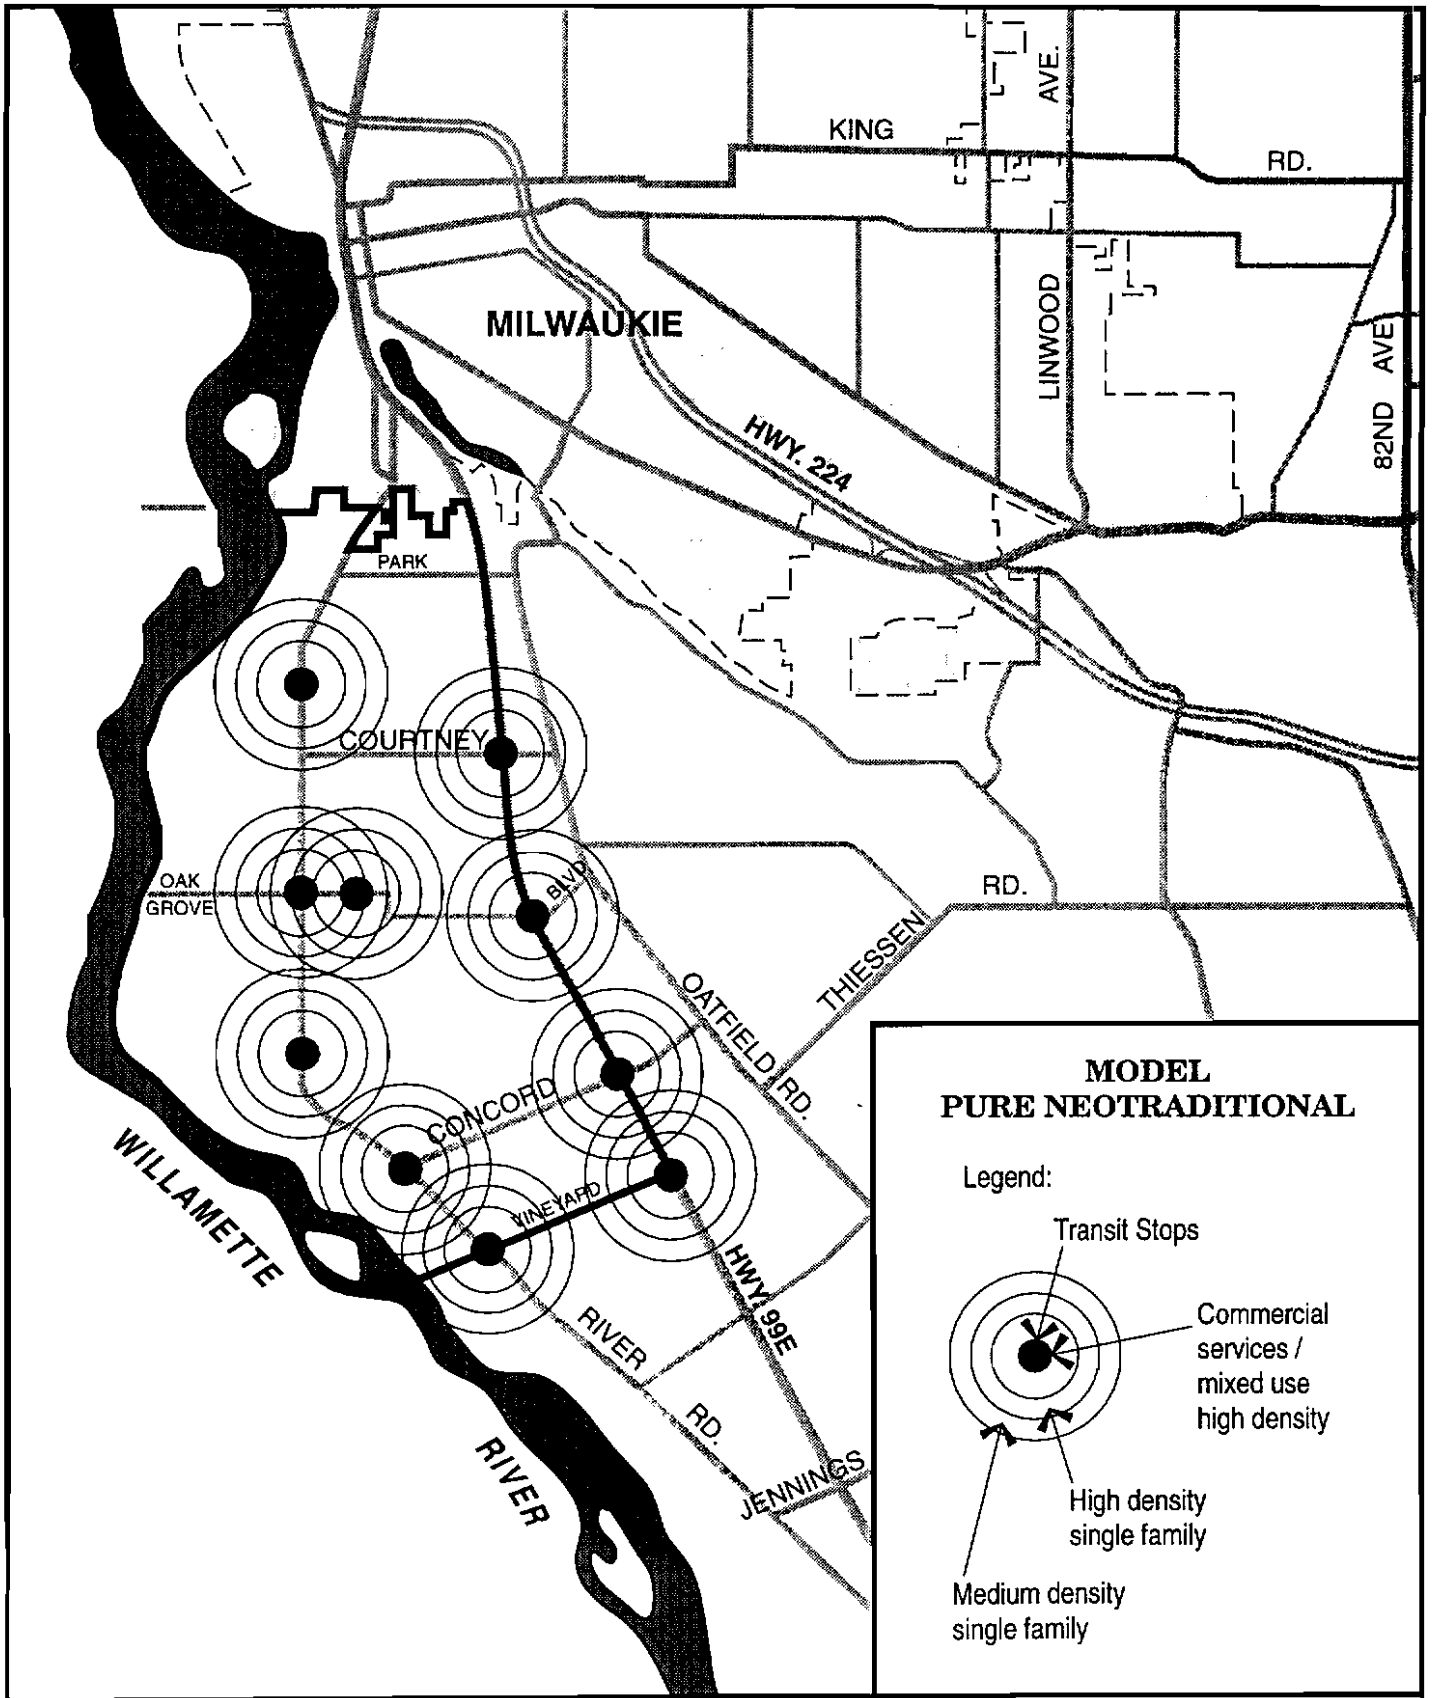 KING
RD.
AVE.
MILWAUKIE
LINWOOD
82ND AVE
HWY. 224
PARK
COURTNEY
OAK
GROVE
BLVD
RD.
THIESSEN
OATFIELD RD.
CONCORD
VINEYARD
WILLAMETTE
RIVER
HWY. 99E
RIVER
RD.
JENNINGS
MODEL
PURE NEOTRADITIONAL
Legend:
Transit Stops
Commercial
services /
mixed use
high density
High density
single family
Medium density
single family